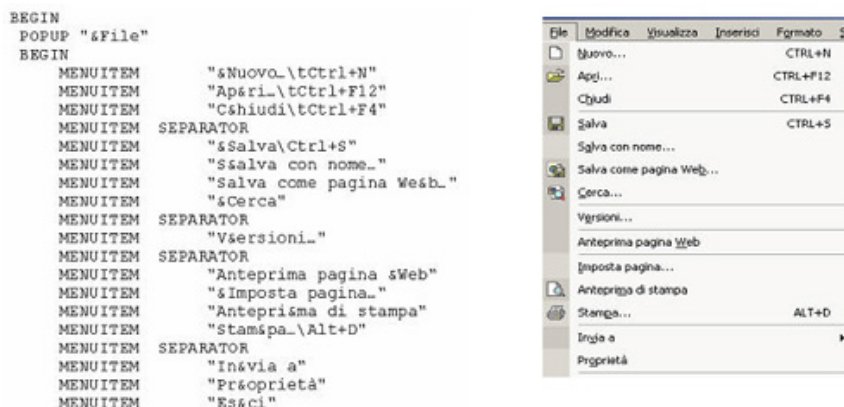 BEGIN
POPUP "&File"
BEGIN
MENUITEM "&Nuovo…\tCtrl+N"
MENUITEM "Ap&ri…\tCtrl+F12"
MENUITEM "C&hiudi\tCtrl+F4"
MENUITEM SEPARATOR
MENUITEM "&Salva\Ctrl+S"
MENUITEM "S&alva con nome…"
MENUITEM "Salva come pagina We&b…"
MENUITEM "&Cerca"
MENUITEM SEPARATOR
MENUITEM "V&ersioni…"
MENUITEM SEPARATOR
MENUITEM "Anteprima pagina &Web"
MENUITEM "&Imposta pagina…"
MENUITEM "Antepri&ma di stampa"
MENUITEM "Stam&pa…\Alt+D"
MENUITEM SEPARATOR
MENUITEM "In&via a"
MENUITEM "Pr&oprietà"
MENUITEM "Es&ci"
File Modifica Visualizza Inserisci Formato
Nuovo... CTRL+N
Apri... CTRL+F12
Chiudi CTRL+F4
Salva CTRL+S
Salva con nome...
Salva come pagina Web...
Cerca...
Versioni...
Anteprima pagina Web
Imposta pagina...
Anteprima di stampa
Stampa... ALT+D
Invia a
Proprietà